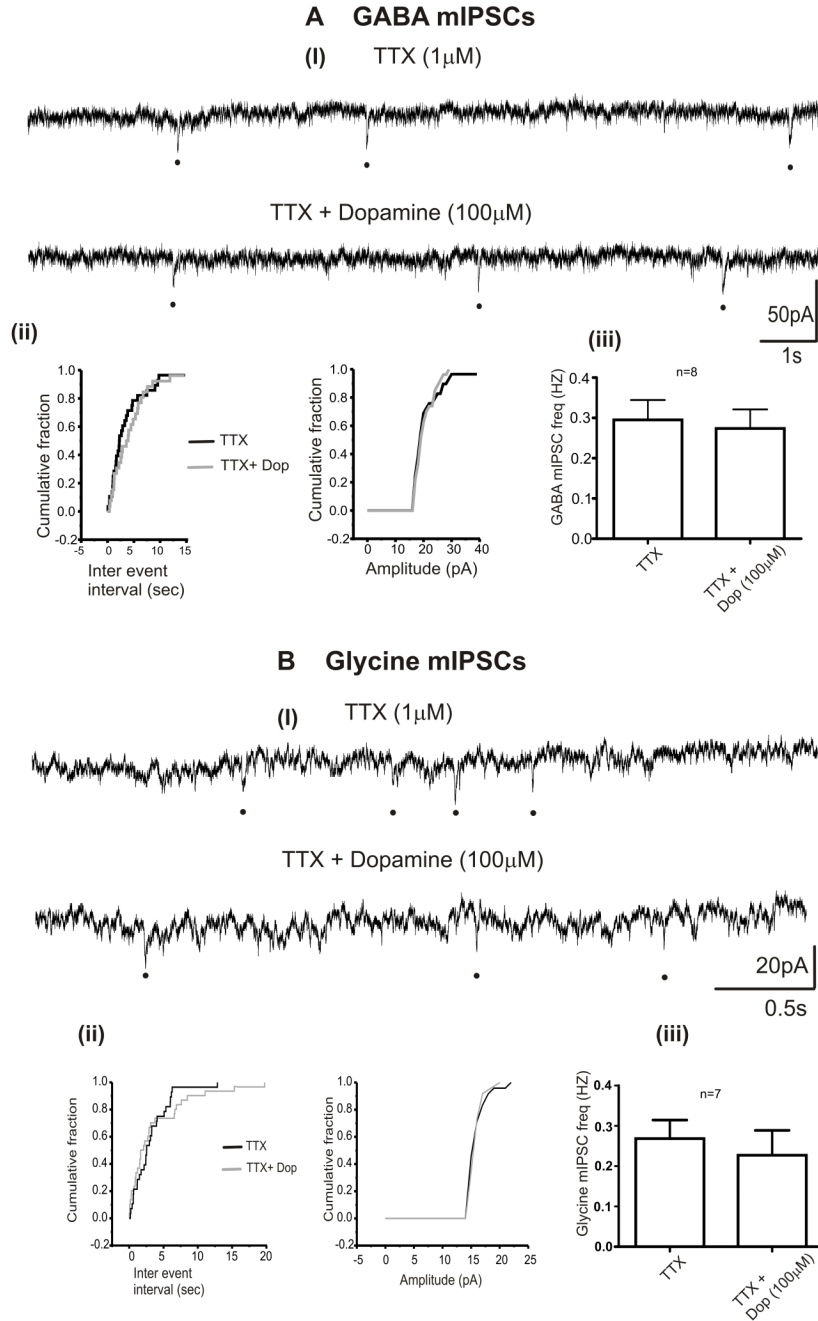 A GABA mIPSCs
(I) TTX (1µM)
TTX + Dopamine (100µM)
50pA
1s
(ii)
Cumulative fraction
1.0
0.8
0.6
0.4
0.2
0.0
-0.2
-5 0 5 10 15
Inter event
interval (sec)
TTX
TTX+ Dop
Cumulative fraction
1.0
0.8
0.6
0.4
0.2
0.0
-0.2
0 10 20 30 40
Amplitude (pA)
(iii)
n=8
GABA mIPSC freq (HZ)
0.4
0.3
0.2
0.1
0.0
TTX
TTX +
Dop (100µM)
B Glycine mIPSCs
(I) TTX (1µM)
TTX + Dopamine (100µM)
20pA
0.5s
(ii)
Cumulative fraction
1.0
0.8
0.6
0.4
0.2
0.0
-0.2
0 5 10 15 20
Inter event
interval (sec)
TTX
TTX+ Dop
Cumulative fraction
1.0
0.8
0.6
0.4
0.2
0.0
-0.2
-5 0 5 10 15 20 25
Amplitude (pA)
(iii)
n=7
Glycine mIPSC freq (HZ)
0.4
0.3
0.2
0.1
0.0
TTX
TTX +
Dop (100µM)